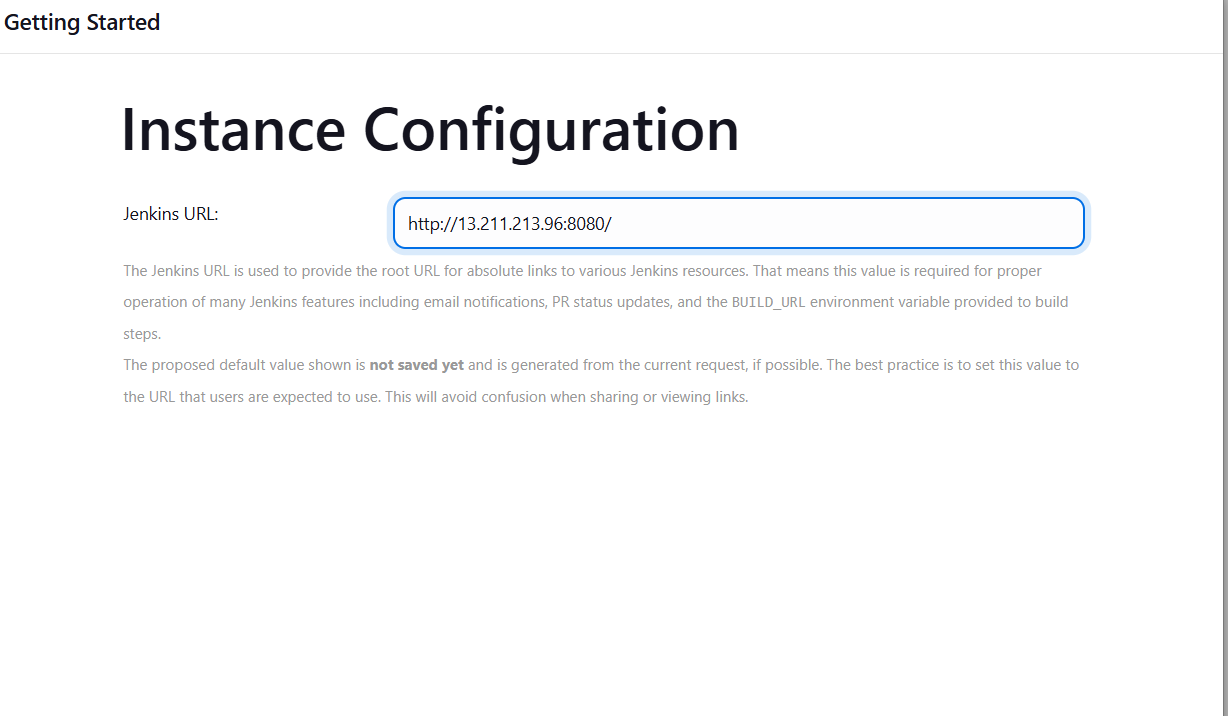 Getting Started
Instance Configuration
Jenkins URL:
http://13.211.213.96:8080/
The Jenkins URL is used to provide the root URL for absolute links to various Jenkins resources. That means this value is required for proper
operation of many Jenkins features including email notifications, PR status updates, and the BUILD_URL environment variable provided to build
steps.
The proposed default value shown is not saved yet and is generated from the current request, if possible. The best practice is to set this value to
the URL that users are expected to use. This will avoid confusion when sharing or viewing links.